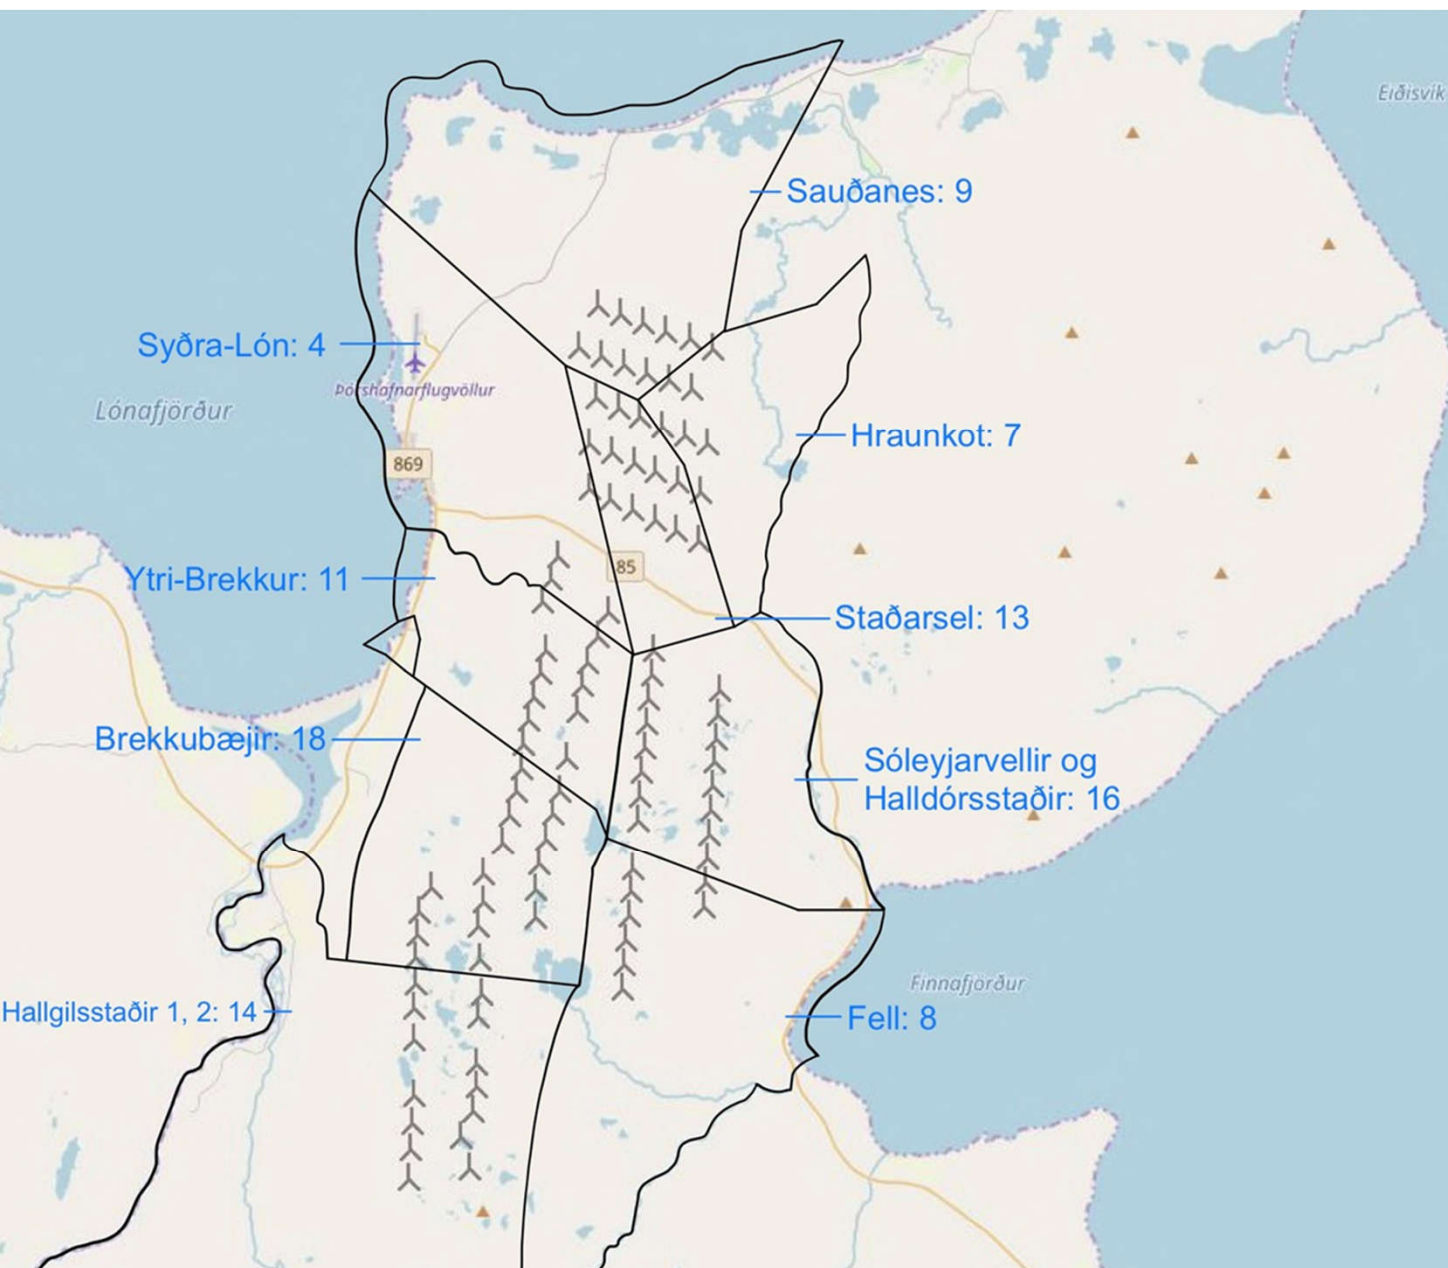 Eiðisvík
Sauðanes: 9
Syðra-Lón: 4
Þórshafnarflugvöllur
Lónafjörður
Hraunkot: 7
869
85
Ytri-Brekkur: 11
Staðarsel: 13
Brekkubæjir: 18
Sóleyjarvellir og
Halldórsstaðir: 16
Finnafjörður
Hallgilsstaðir 1, 2: 14
Fell: 8